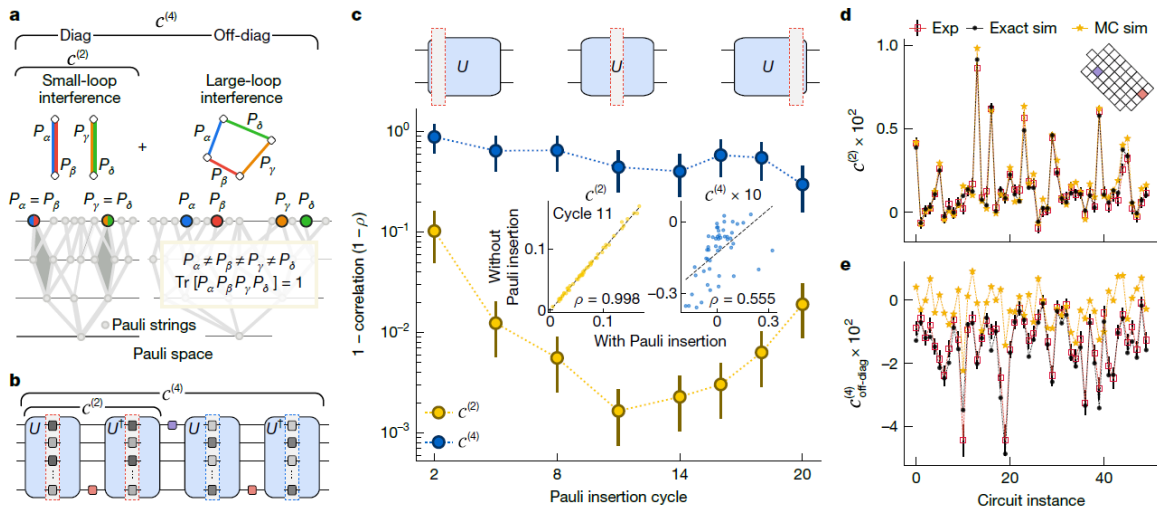 a
𝒞(4)
Diag
Off-diag
𝒞(2)
Small-loop
interference
Large-loop
interference
Pα
Pβ
Pγ
Pδ
+
Pα
Pδ
Pβ
Pγ
Pα = Pβ
Pγ = Pδ
Pα
Pβ
Pγ
Pδ
Pα ≠ Pβ ≠ Pγ ≠ Pδ
Tr [PαPβPγPδ] = 1
Pauli strings
Pauli space
b
𝒞(4)
𝒞(2)
U
U†
U
U†
c
U
U
U
1 − correlation (1 − ρ)
10⁰
10⁻¹
10⁻²
10⁻³
2
8
11
14
20
Pauli insertion cycle
𝒞(2)
𝒞(4)
𝒞(2)
Cycle 11
0.1
0
0
0.1
ρ = 0.998
Without
Pauli insertion
With Pauli insertion
𝒞(4) × 10
0
−0.3
0
0.3
ρ = 0.555
d
Exp
Exact sim
MC sim
𝒞(2) × 10²
1.0
0.5
0
e
𝒞(4)off-diag × 10²
0
−2
−4
0
20
40
Circuit instance